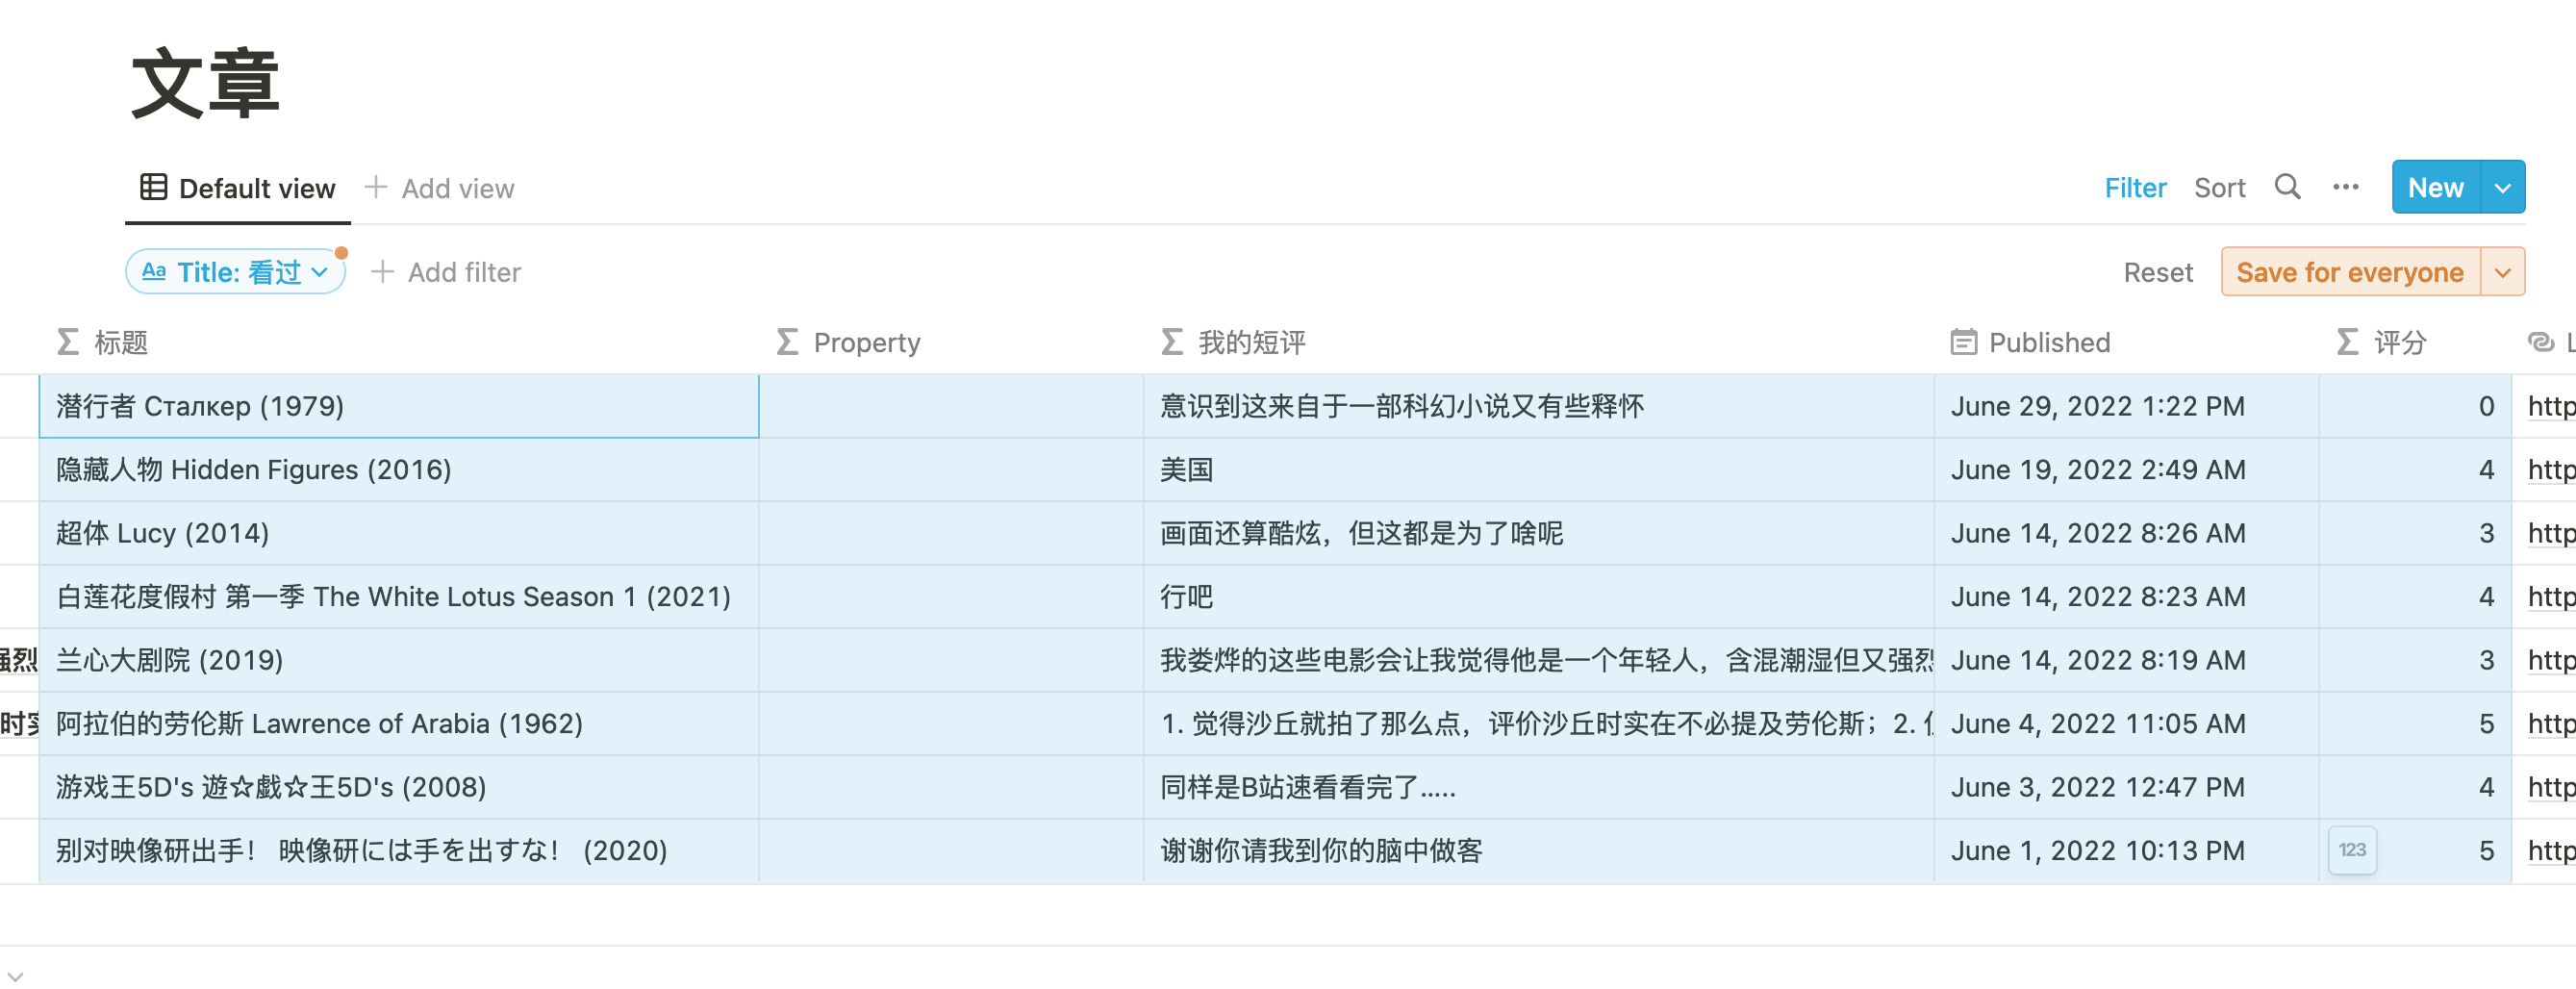 文章
Default view + Add view Filter Sort ... New
Aa Title: 看过 + Add filter Reset Save for everyone
Σ 标题 Σ Property Σ 我的短评 Published Σ 评分 L
潜行者 Сталкер (1979) 意识到这来自于一部科幻小说又有些释怀 June 29, 2022 1:22 PM 0 http
隐藏人物 Hidden Figures (2016) 美国 June 19, 2022 2:49 AM 4 http
超体 Lucy (2014) 画面还算酷炫，但这都是为了啥呢 June 14, 2022 8:26 AM 3 http
白莲花度假村 第一季 The White Lotus Season 1 (2021) 行吧 June 14, 2022 8:23 AM 4 http
强烈 兰心大剧院 (2019) 我娄烨的这些电影会让我觉得他是一个年轻人，含混潮湿但又强烈 June 14, 2022 8:19 AM 3 http
时实 阿拉伯的劳伦斯 Lawrence of Arabia (1962) 1. 觉得沙丘就拍了那么点，评价沙丘时实在不必提及劳伦斯；2. June 4, 2022 11:05 AM 5 http
游戏王5D's 遊☆戯☆王5D's (2008) 同样是B站速看看完了..... June 3, 2022 12:47 PM 4 http
别对映像研出手！ 映像研には手を出すな！ (2020) 谢谢你请我到你的脑中做客 June 1, 2022 10:13 PM 123 5 http